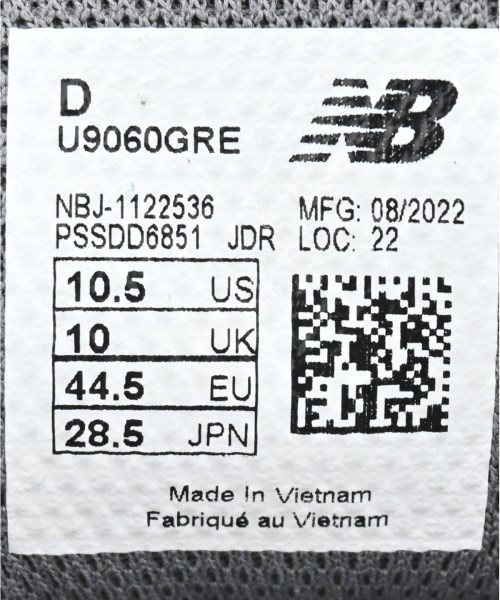 D
U9060GRE
NB
NBJ-1122536
MFG: 08/2022
PSSDD6851 JDR
LOC: 22
10.5 US
10 UK
44.5 EU
28.5 JPN
Made In Vietnam
Fabriqué au Vietnam